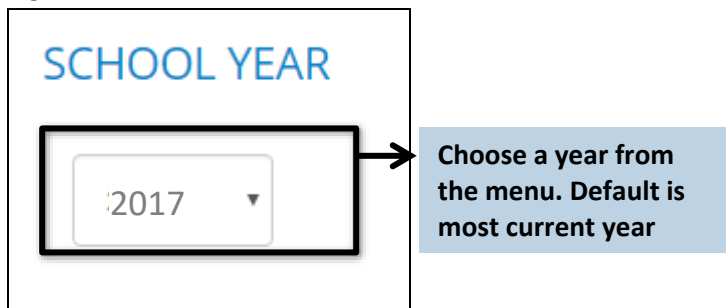 SCHOOL YEAR
2017
Choose a year from
the menu. Default is
most current year